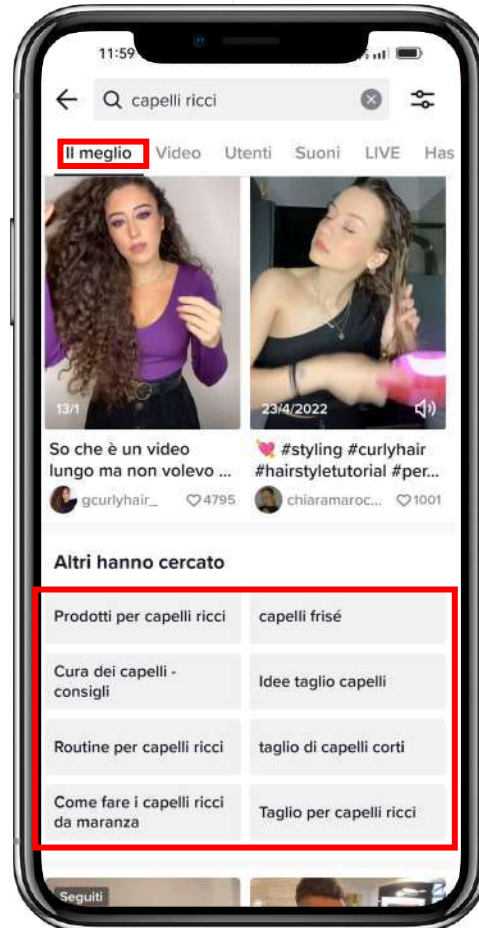 11:59
capelli ricci
Il meglio Video Utenti Suoni LIVE Has
13/1
23/4/2022
So che è un video
lungo ma non volevo ...
gcurlyhair_ 4795
💘 #styling #curlyhair
#hairstyletutorial #per...
chiaramaroc... 1001
Altri hanno cercato
Prodotti per capelli ricci
capelli frisé
Cura dei capelli -
consigli
Idee taglio capelli
Routine per capelli ricci
taglio di capelli corti
Come fare i capelli ricci
da maranza
Taglio per capelli ricci
Seguiti